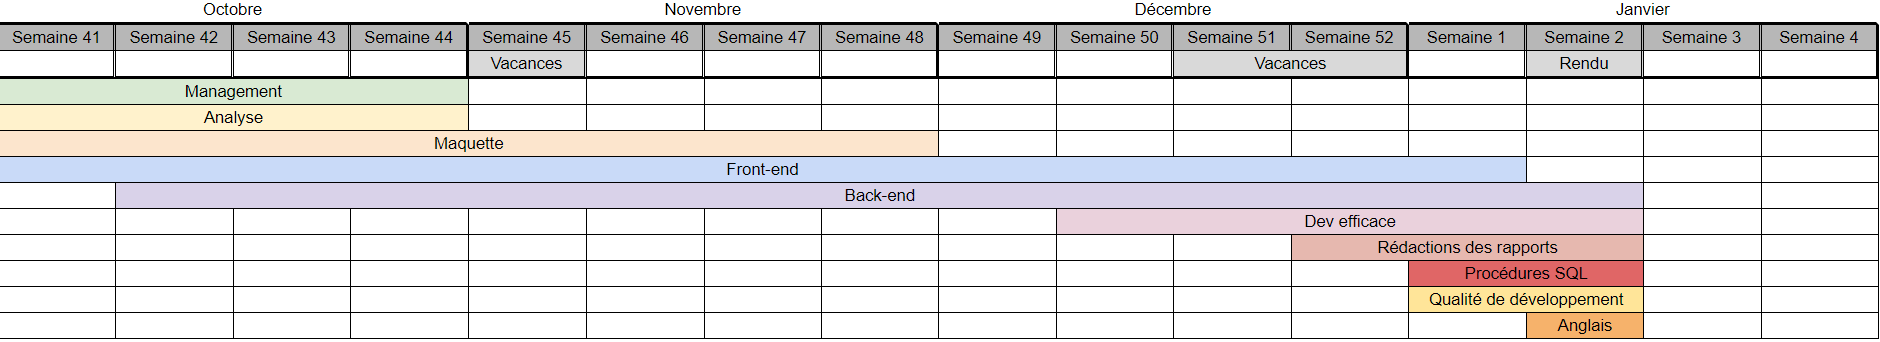 Octobre Novembre Décembre Janvier
Semaine 41 Semaine 42 Semaine 43 Semaine 44 Semaine 45 Semaine 46 Semaine 47 Semaine 48 Semaine 49 Semaine 50 Semaine 51 Semaine 52 Semaine 1 Semaine 2 Semaine 3 Semaine 4
Vacances Vacances Rendu
Management
Analyse
Maquette
Front-end
Back-end
Dev efficace
Rédactions des rapports
Procédures SQL
Qualité de développement
Anglais